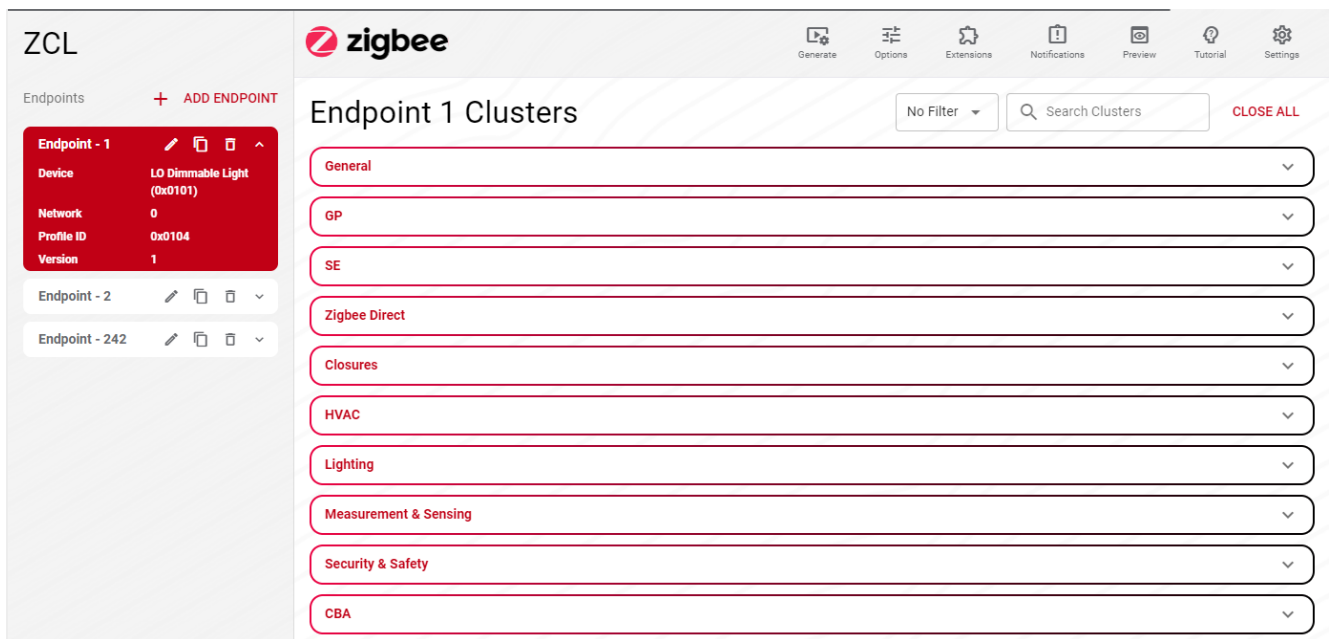 ZCL
zigbee
Generate
Options
Extensions
Notifications
Preview
Tutorial
Settings
Endpoints
+ ADD ENDPOINT
Endpoint - 1
Device LO Dimmable Light
(0x0101)
Network 0
Profile ID 0x0104
Version 1
Endpoint - 2
Endpoint - 242
Endpoint 1 Clusters
No Filter
Search Clusters
CLOSE ALL
General
GP
SE
Zigbee Direct
Closures
HVAC
Lighting
Measurement & Sensing
Security & Safety
CBA